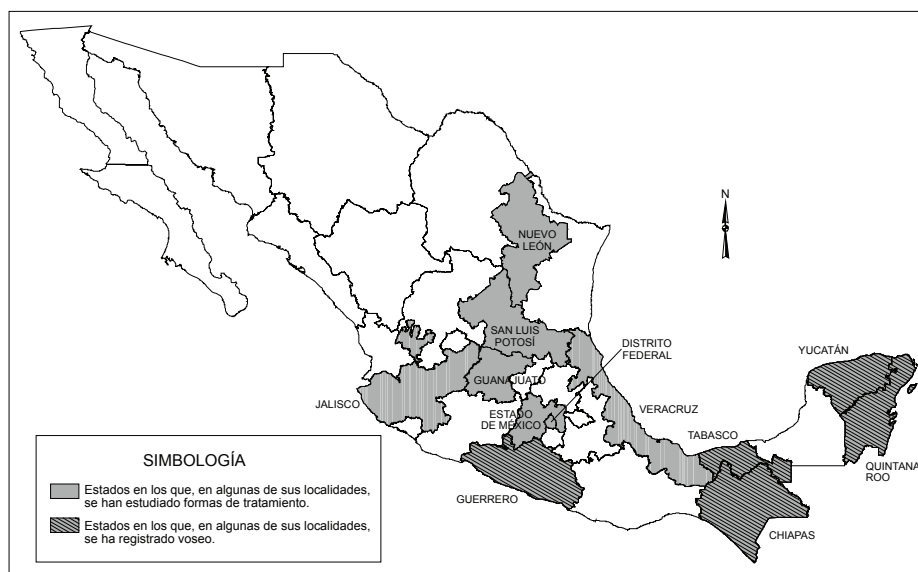 N
NUEVO
LEÓN
SAN LUIS
POTOSÍ
DISTRITO
FEDERAL
YUCATÁN
GUANAJUATO
JALISCO
ESTADO
DE MÉXICO
VERACRUZ
TABASCO
QUINTANA
ROO
GUERRERO
CHIAPAS
SIMBOLOGÍA
Estados en los que, en algunas de sus localidades,
se han estudiado formas de tratamiento.
Estados en los que, en algunas de sus localidades,
se ha registrado voseo.